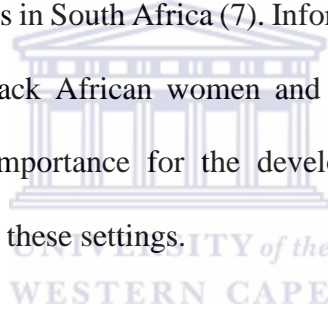 s in South Africa (7). Infor
ack African women and
mportance for the develo
these settings.
UNIVERSITY of the
WESTERN CAPE